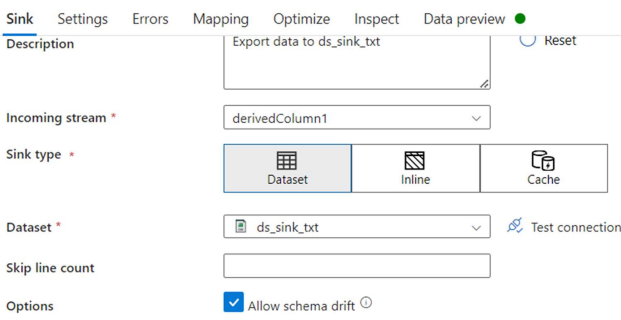 Sink Settings Errors Mapping Optimize Inspect Data preview
Description
Export data to ds_sink_txt
Reset
Incoming stream *
derivedColumn1
Sink type *
Dataset
Inline
Cache
Dataset *
ds_sink_txt
Test connection
Skip line count
Options
Allow schema drift